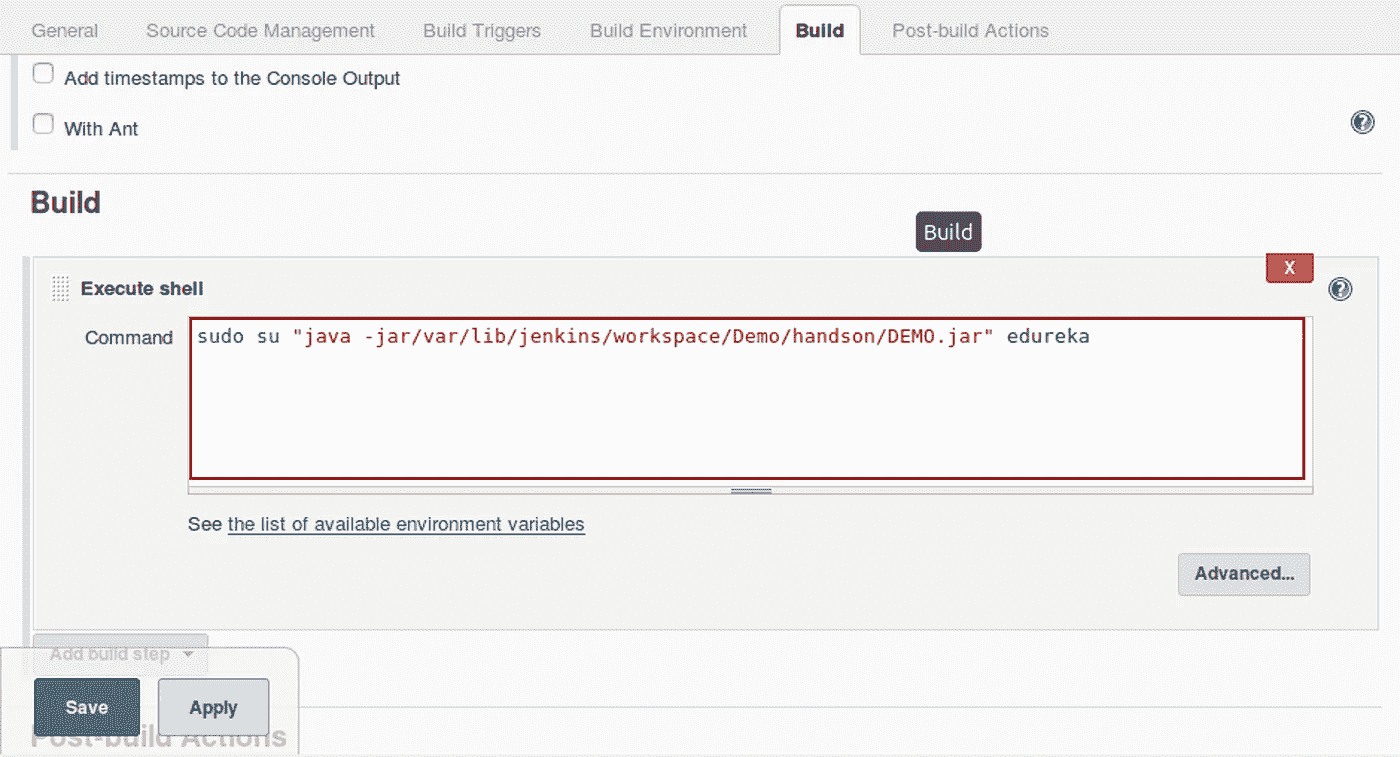 General Source Code Management Build Triggers Build Environment Build Post-build Actions
Add timestamps to the Console Output
With Ant
?
Build
Build
X
Execute shell
?
Command
sudo su "java -jar/var/lib/jenkins/workspace/Demo/handson/DEMO.jar" edureka
See the list of available environment variables
Advanced...
Add build step
Save Apply
Post-build Actions